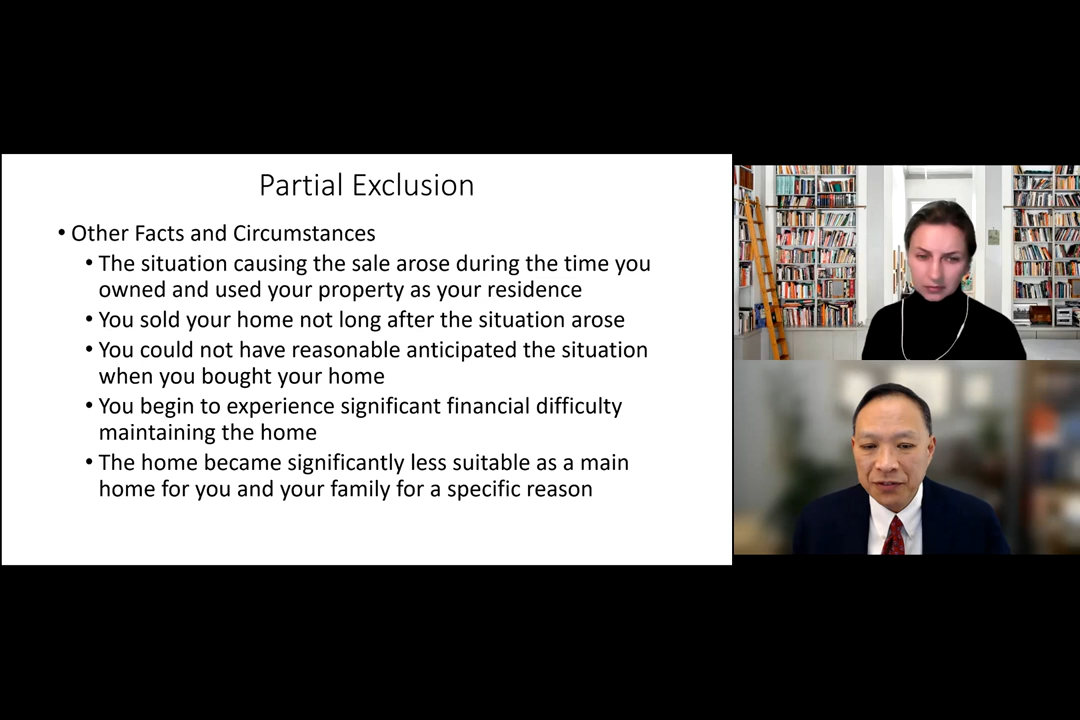 Partial Exclusion
• Other Facts and Circumstances
• The situation causing the sale arose during the time you
owned and used your property as your residence
• You sold your home not long after the situation arose
• You could not have reasonable anticipated the situation
when you bought your home
• You begin to experience significant financial difficulty
maintaining the home
• The home became significantly less suitable as a main
home for you and your family for a specific reason